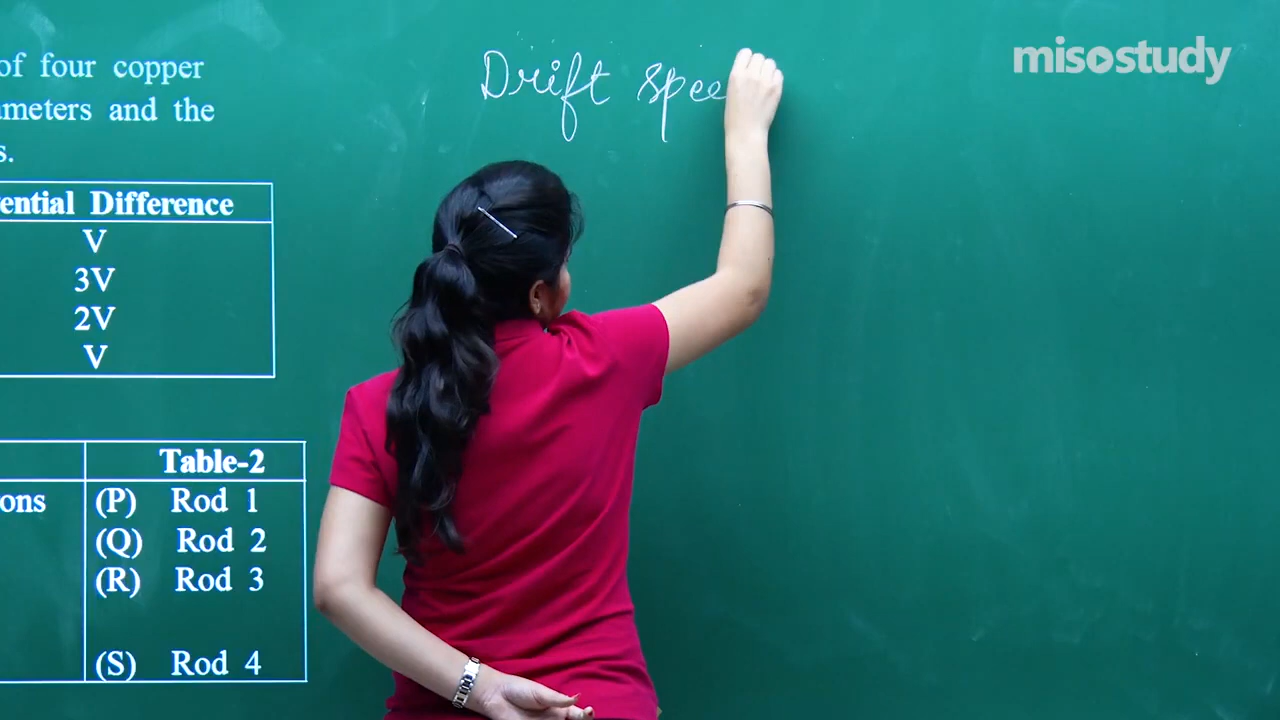 of four copper
ameters and the
s.
ential Difference
V
3V
2V
V
Table-2
ons (P) Rod 1
(Q) Rod 2
(R) Rod 3
(S) Rod 4
Drift spee
misostudy